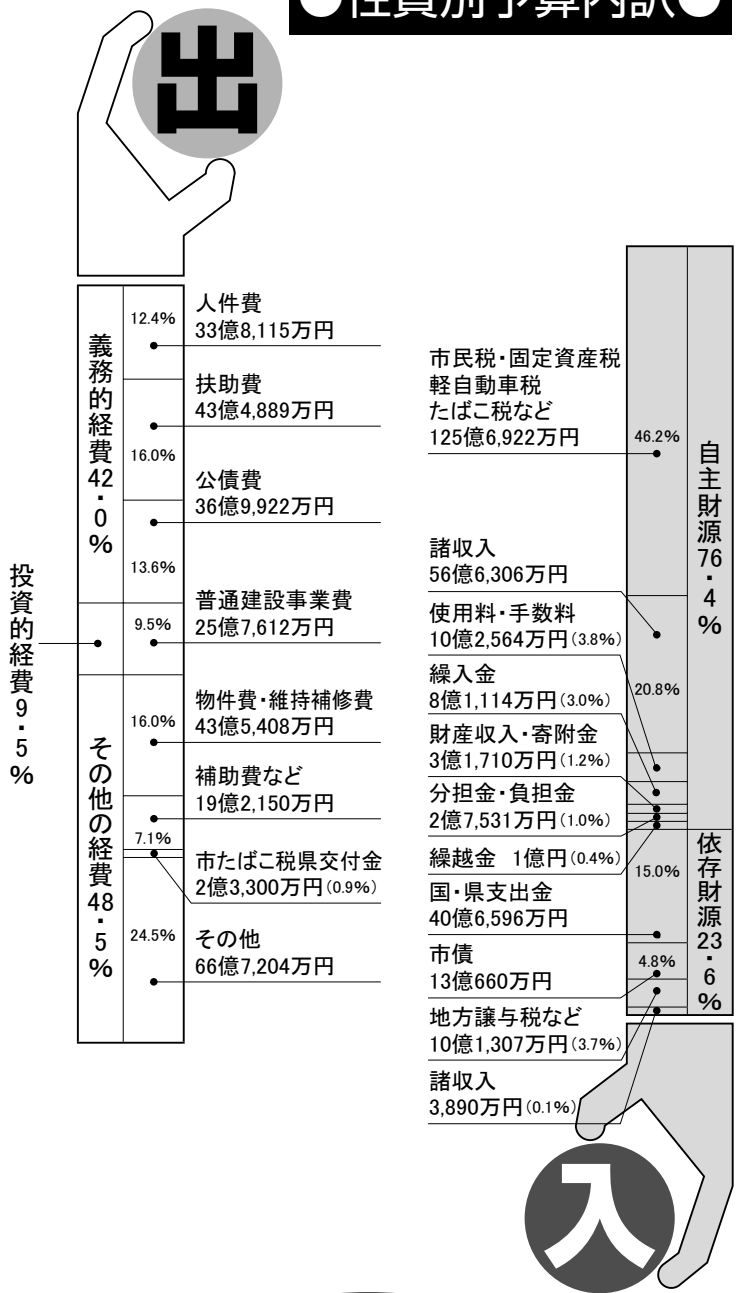 ●性質別予算内訳●
出
義務的経費42・0％
12.4%
人件費
33億8,115万円
16.0%
扶助費
43億4,889万円
13.6%
公債費
36億9,922万円
投資的経費9・5％
9.5%
普通建設事業費
25億7,612万円
その他の経費48・5％
16.0%
物件費・維持補修費
43億5,408万円
7.1%
補助費など
19億2,150万円
市たばこ税県交付金
2億3,300万円(0.9%)
24.5%
その他
66億7,204万円
自主財源76・4％
市民税・固定資産税
軽自動車税
たばこ税など
125億6,922万円
46.2%
諸収入
56億6,306万円
20.8%
使用料・手数料
10億2,564万円(3.8%)
繰入金
8億1,114万円(3.0%)
財産収入・寄附金
3億1,710万円(1.2%)
分担金・負担金
2億7,531万円(1.0%)
繰越金 1億円(0.4%)
依存財源23・6％
国・県支出金
40億6,596万円
15.0%
市債
13億660万円
4.8%
地方譲与税など
10億1,307万円(3.7%)
諸収入
3,890万円(0.1%)
入